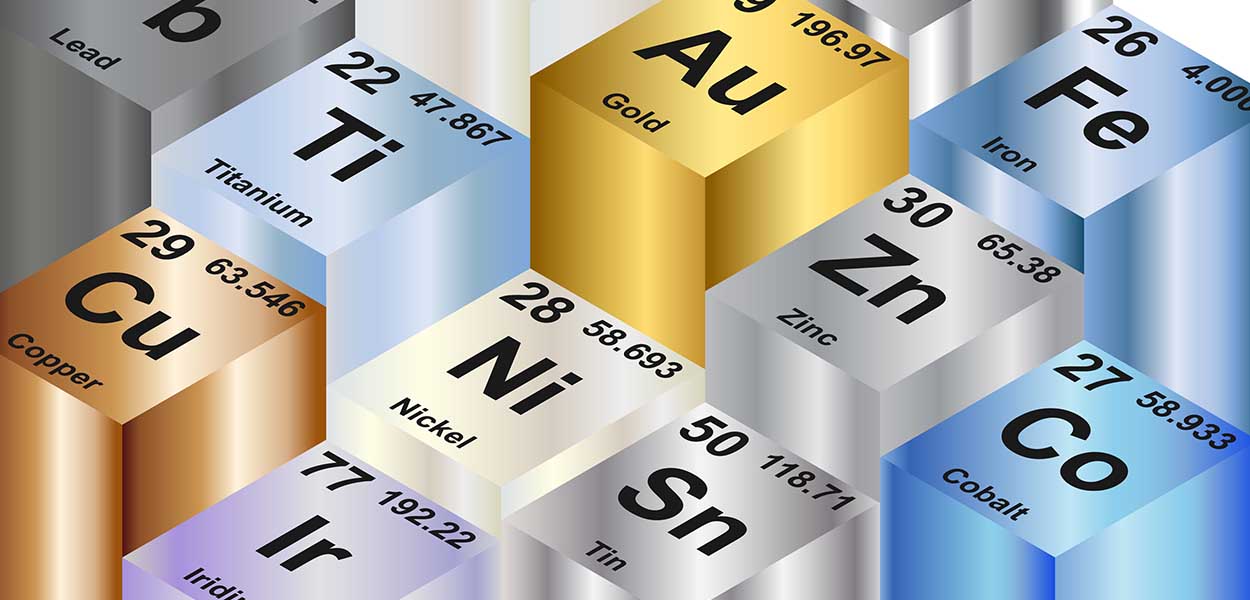 b
Lead
22 47.867
Ti
Titanium
9 196.97
Au
Gold
26 4.000
Fe
Iron
29 63.546
Cu
Copper
28 58.693
Ni
Nickel
30 65.38
Zn
Zinc
77 192.22
Ir
50 118.71
Sn
Tin
27 58.933
Co
Cobalt